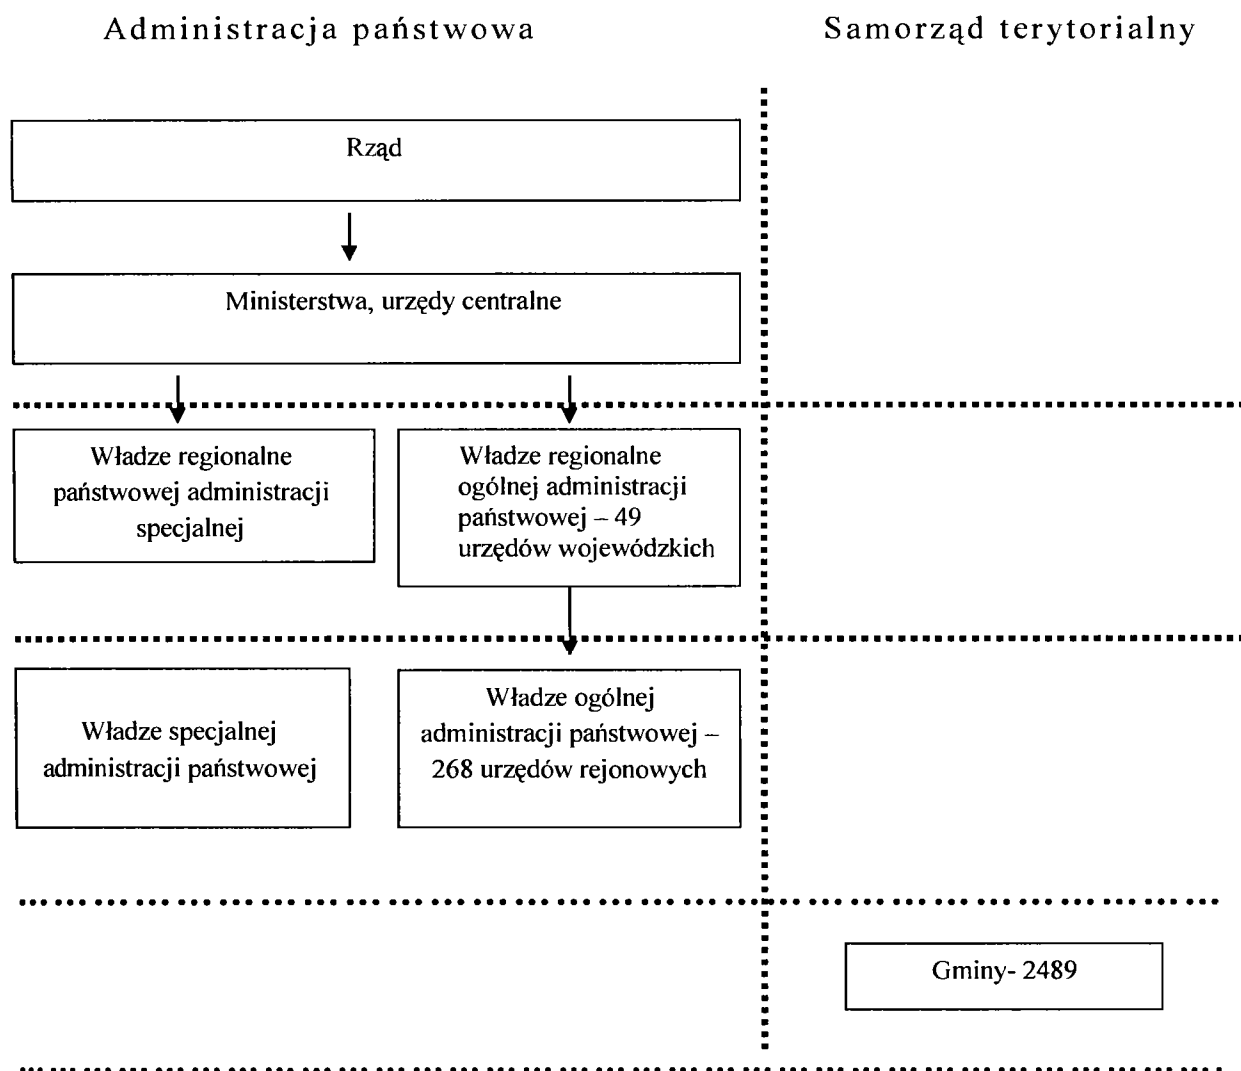 Administracja państwowa
Samorząd terytorialny
Rząd
Ministerstwa, urzędy centralne
Władze regionalne
państwowej administracji
specjalnej
Władze regionalne
ogólnej administracji
państwowej – 49
urzędów wojewódzkich
Władze specjalnej
administracji państwowej
Władze ogólnej
administracji państwowej –
268 urzędów rejonowych
Gminy- 2489